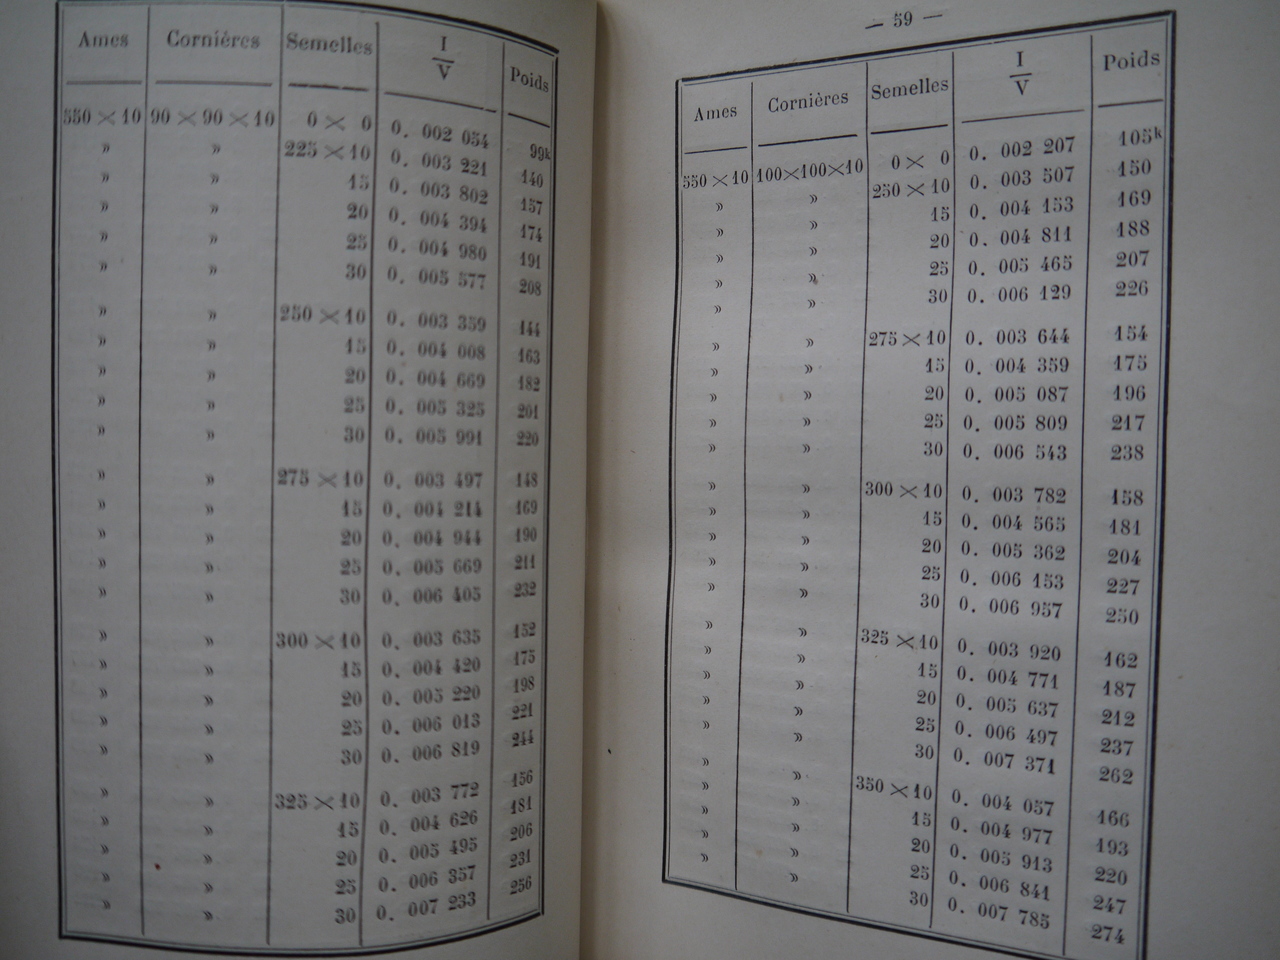 Ames Cornières Semelles I/V Poids
550 × 10 90 × 90 × 10 0 × 0 0. 002 054 99k
» » 225 × 10 0. 003 221 140
» » 15 0. 003 802 157
» » 20 0. 004 394 174
» » 25 0. 004 980 191
» » 30 0. 005 577 208
» » 250 × 10 0. 003 359 144
» » 15 0. 004 008 163
» » 20 0. 004 669 182
» » 25 0. 005 325 201
» » 30 0. 005 991 220
» » 275 × 10 0. 003 497 148
» » 15 0. 004 214 169
» » 20 0. 004 944 190
» » 25 0. 005 669 211
» » 30 0. 006 405 232
» » 300 × 10 0. 003 635 152
» » 15 0. 004 420 175
» » 20 0. 005 220 198
» » 25 0. 006 013 221
» » 30 0. 006 819 244
» » 325 × 10 0. 003 772 156
» » 15 0. 004 626 181
» » 20 0. 005 495 206
» » 25 0. 006 357 231
» » 30 0. 007 233 256
— 59 —
Ames Cornières Semelles I/V Poids
550 × 10 100×100×10 0 × 0 0. 002 207 105k
» » 250 × 10 0. 003 507 150
» » 15 0. 004 153 169
» » 20 0. 004 811 188
» » 25 0. 005 465 207
» » 30 0. 006 129 226
» » 275 × 10 0. 003 644 154
» » 15 0. 004 359 175
» » 20 0. 005 087 196
» » 25 0. 005 809 217
» » 30 0. 006 543 238
» » 300 × 10 0. 003 782 158
» » 15 0. 004 565 181
» » 20 0. 005 362 204
» » 25 0. 006 153 227
» » 30 0. 006 957 250
» » 325 × 10 0. 003 920 162
» » 15 0. 004 771 187
» » 20 0. 005 637 212
» » 25 0. 006 497 237
» » 30 0. 007 371 262
» » 350 × 10 0. 004 057 166
» » 15 0. 004 977 193
» » 20 0. 005 913 220
» » 25 0. 006 841 247
» » 30 0. 007 785 274